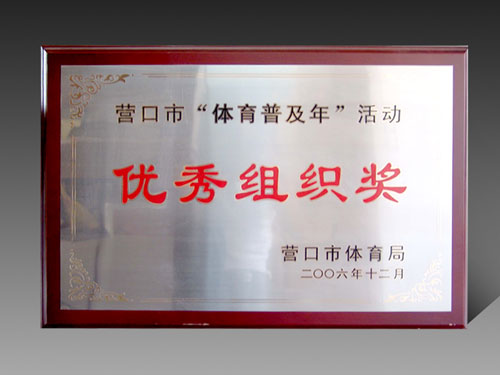 营口市“体育普及年”活动
优秀组织奖
营口市体育局
二〇〇六年十二月